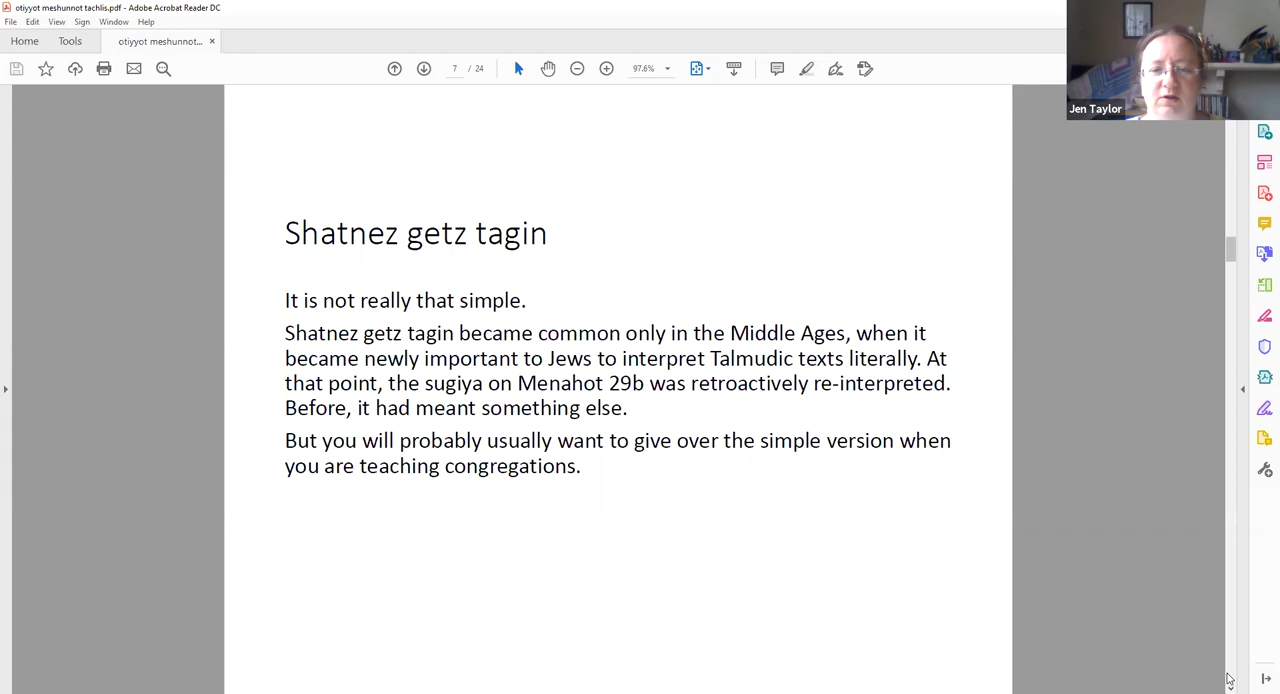 otiyyot meshunnot tachlis.pdf - Adobe Acrobat Reader DC
File Edit View Sign Window Help
Home Tools otiyyot meshunnot... ×
7 / 24 97.6%
Jen Taylor
Shatnez getz tagin
It is not really that simple.
Shatnez getz tagin became common only in the Middle Ages, when it
became newly important to Jews to interpret Talmudic texts literally. At
that point, the sugiya on Menahot 29b was retroactively re-interpreted.
Before, it had meant something else.
But you will probably usually want to give over the simple version when
you are teaching congregations.